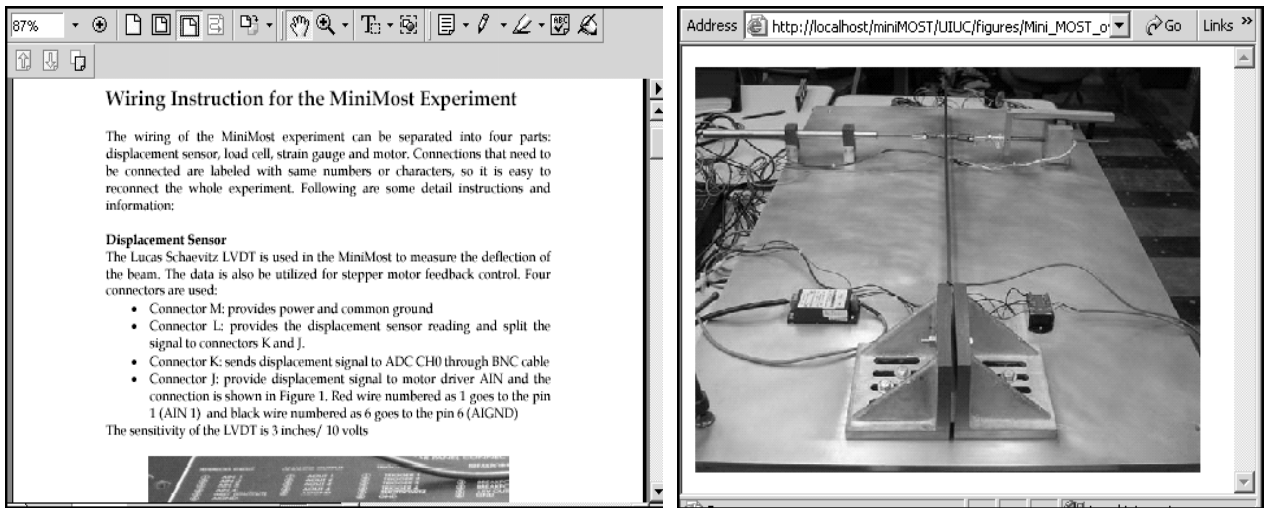 87%
Wiring Instruction for the MiniMost Experiment
The wiring of the MiniMost experiment can be separated into four parts:
displacement sensor, load cell, strain gauge and motor. Connections that need to
be connected are labeled with same numbers or characters, so it is easy to
reconnect the whole experiment. Following are some detail instructions and
information:
Displacement Sensor
The Lucas Schaevitz LVDT is used in the MiniMost to measure the deflection of
the beam. The data is also be utilized for stepper motor feedback control. Four
connectors are used:
• Connector M: provides power and common ground
• Connector L: provides the displacement sensor reading and split the
signal to connectors K and J.
• Connector K: sends displacement signal to ADC CH0 through BNC cable
• Connector J: provide displacement signal to motor driver AIN and the
connection is shown in Figure 1. Red wire numbered as 1 goes to the pin
1 (AIN 1) and black wire numbered as 6 goes to the pin 6 (AIGND)
The sensitivity of the LVDT is 3 inches/ 10 volts
Address http://localhost/miniMOST/UIUC/figures/Mini_MOST_o Go Links »